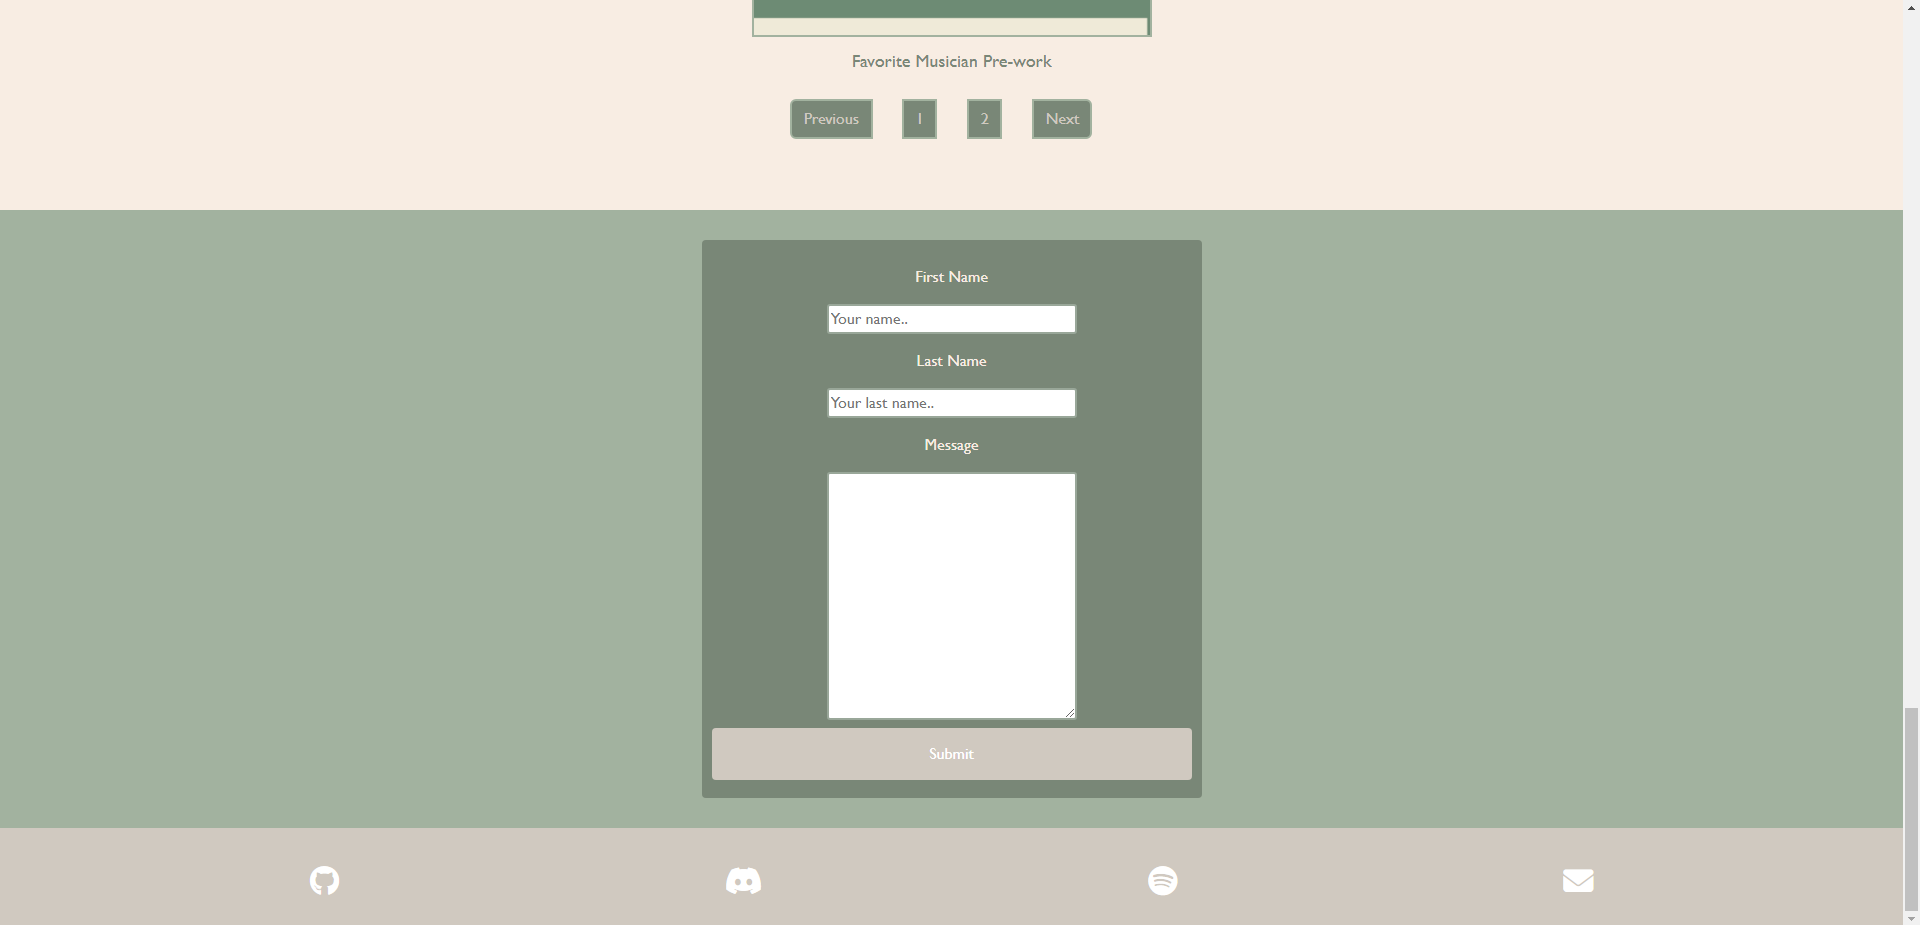 Favorite Musician Pre-work
Previous 1 2 Next
First Name
Your name..
Last Name
Your last name..
Message
Submit